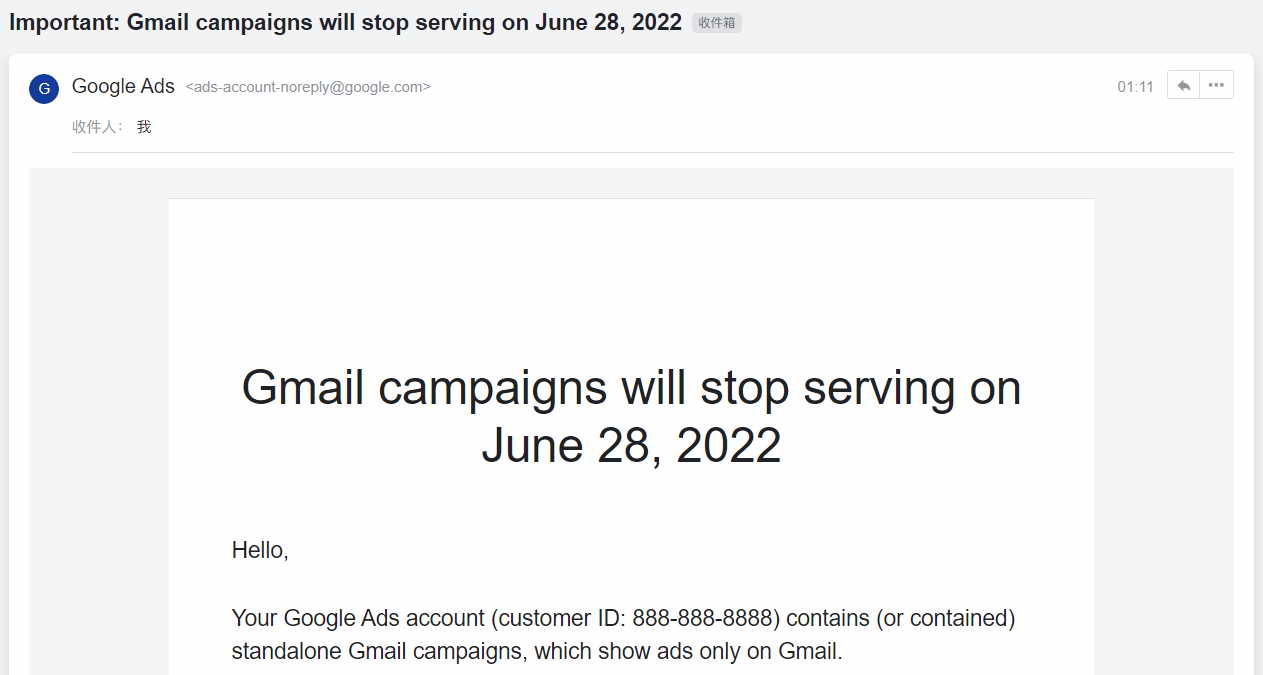 Important: Gmail campaigns will stop serving on June 28, 2022 收件箱
G Google Ads <ads-account-noreply@google.com> 01:11
收件人： 我
Gmail campaigns will stop serving on
June 28, 2022
Hello,
Your Google Ads account (customer ID: 888-888-8888) contains (or contained)
standalone Gmail campaigns, which show ads only on Gmail.